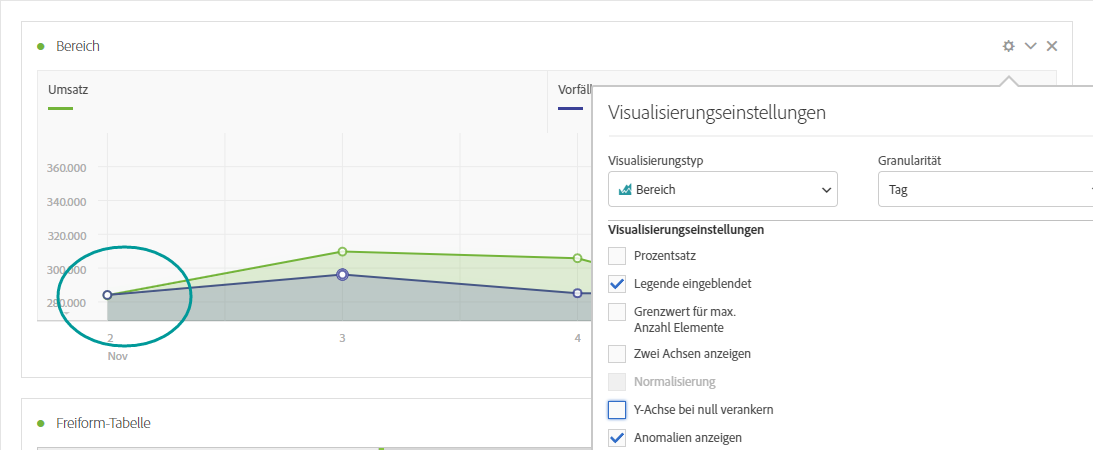 Bereich
Umsatz
Vorfäll
360.000
340.000
320.000
300.000
280.000
2
3
4
Nov
Freiform-Tabelle
Visualisierungseinstellungen
Visualisierungstyp
Granularität
Bereich
Tag
Visualisierungseinstellungen
Prozentsatz
Legende eingeblendet
Grenzwert für max.
Anzahl Elemente
Zwei Achsen anzeigen
Normalisierung
Y-Achse bei null verankern
Anomalien anzeigen